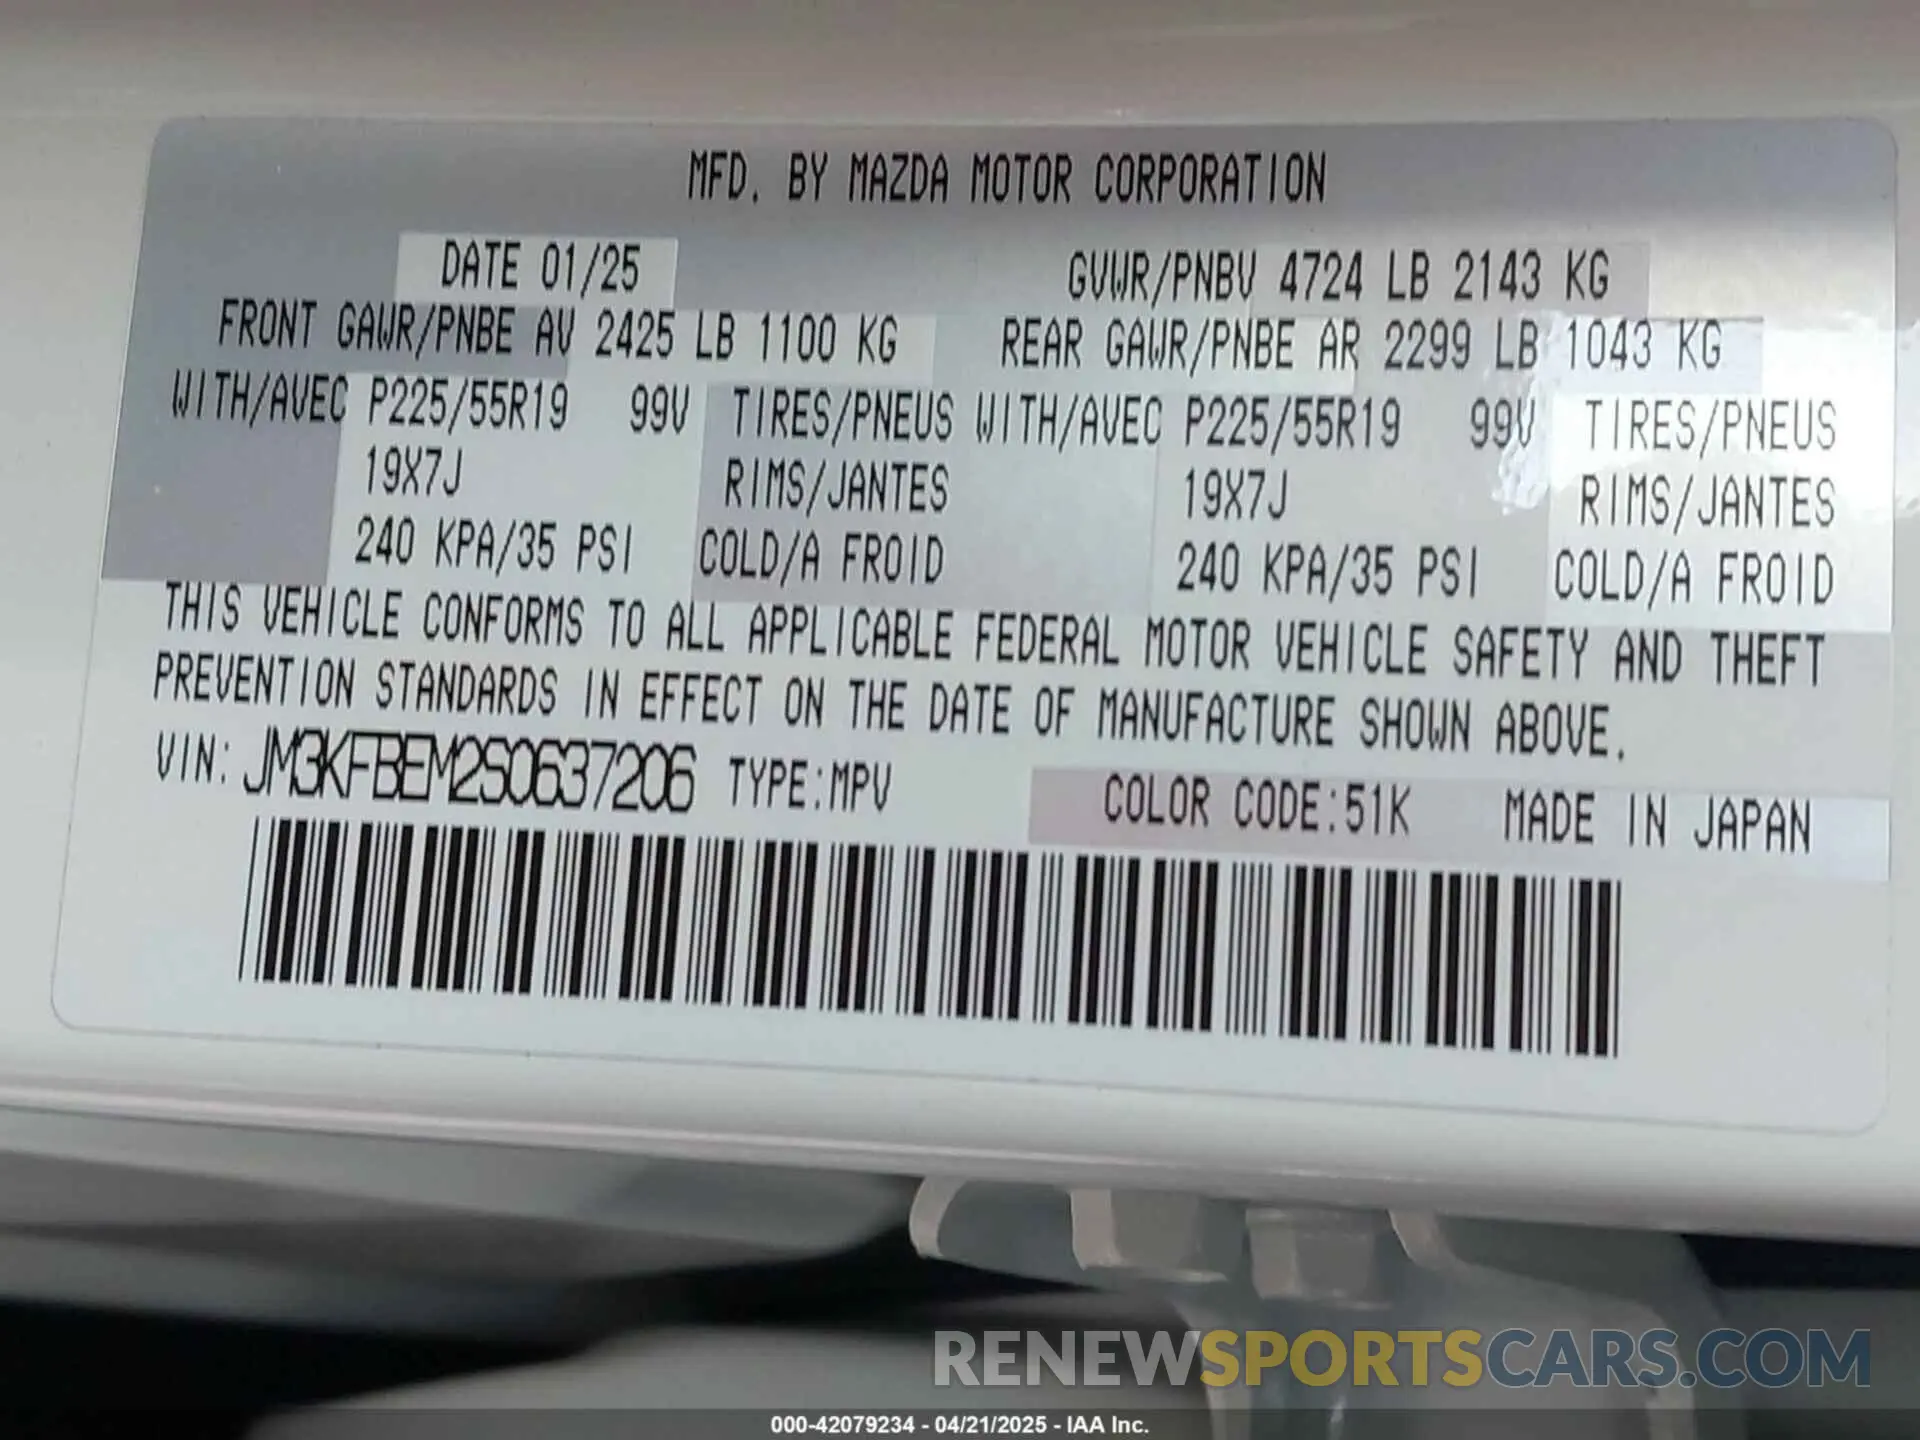 MFD. BY MAZDA MOTOR CORPORATION
DATE 01/25 GVWR/PNBV 4724 LB 2143 KG
FRONT GAWR/PNBE AV 2425 LB 1100 KG REAR GAWR/PNBE AR 2299 LB 1043 KG
WITH/AVEC P225/55R19 99V TIRES/PNEUS WITH/AVEC P225/55R19 99V TIRES/PNEUS
19X7J RIMS/JANTES 19X7J RIMS/JANTES
240 KPA/35 PSI COLD/A FROID 240 KPA/35 PSI COLD/A FROID
THIS VEHICLE CONFORMS TO ALL APPLICABLE FEDERAL MOTOR VEHICLE SAFETY AND THEFT
PREVENTION STANDARDS IN EFFECT ON THE DATE OF MANUFACTURE SHOWN ABOVE.
VIN: JM3KFBEM2S0637206 TYPE:MPV COLOR CODE:51K MADE IN JAPAN
RENEWSPORTSCARS.COM
000-42079234 - 04/21/2025 - IAA Inc.